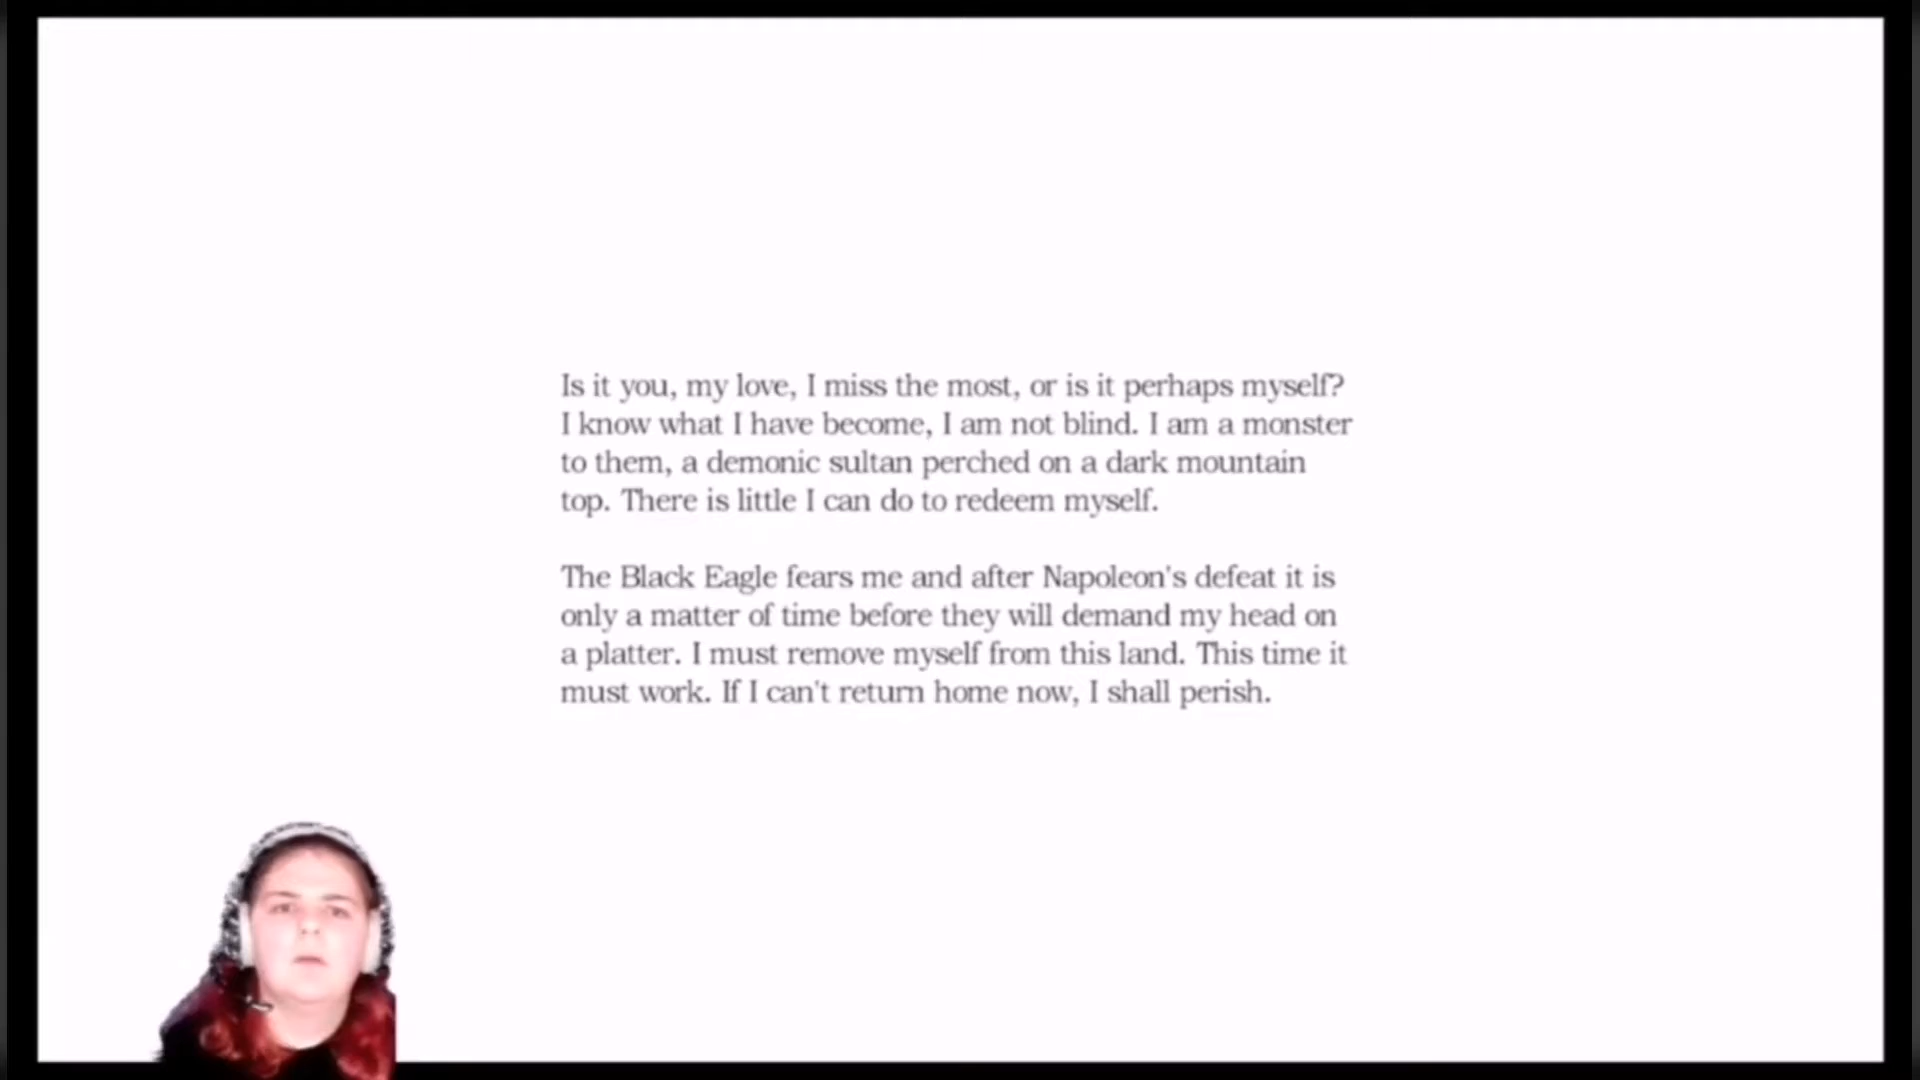 Is it you, my love, I miss the most, or is it perhaps myself?
I know what I have become, I am not blind. I am a monster
to them, a demonic sultan perched on a dark mountain
top. There is little I can do to redeem myself.
The Black Eagle fears me and after Napoleon's defeat it is
only a matter of time before they will demand my head on
a platter. I must remove myself from this land. This time it
must work. If I can't return home now, I shall perish.